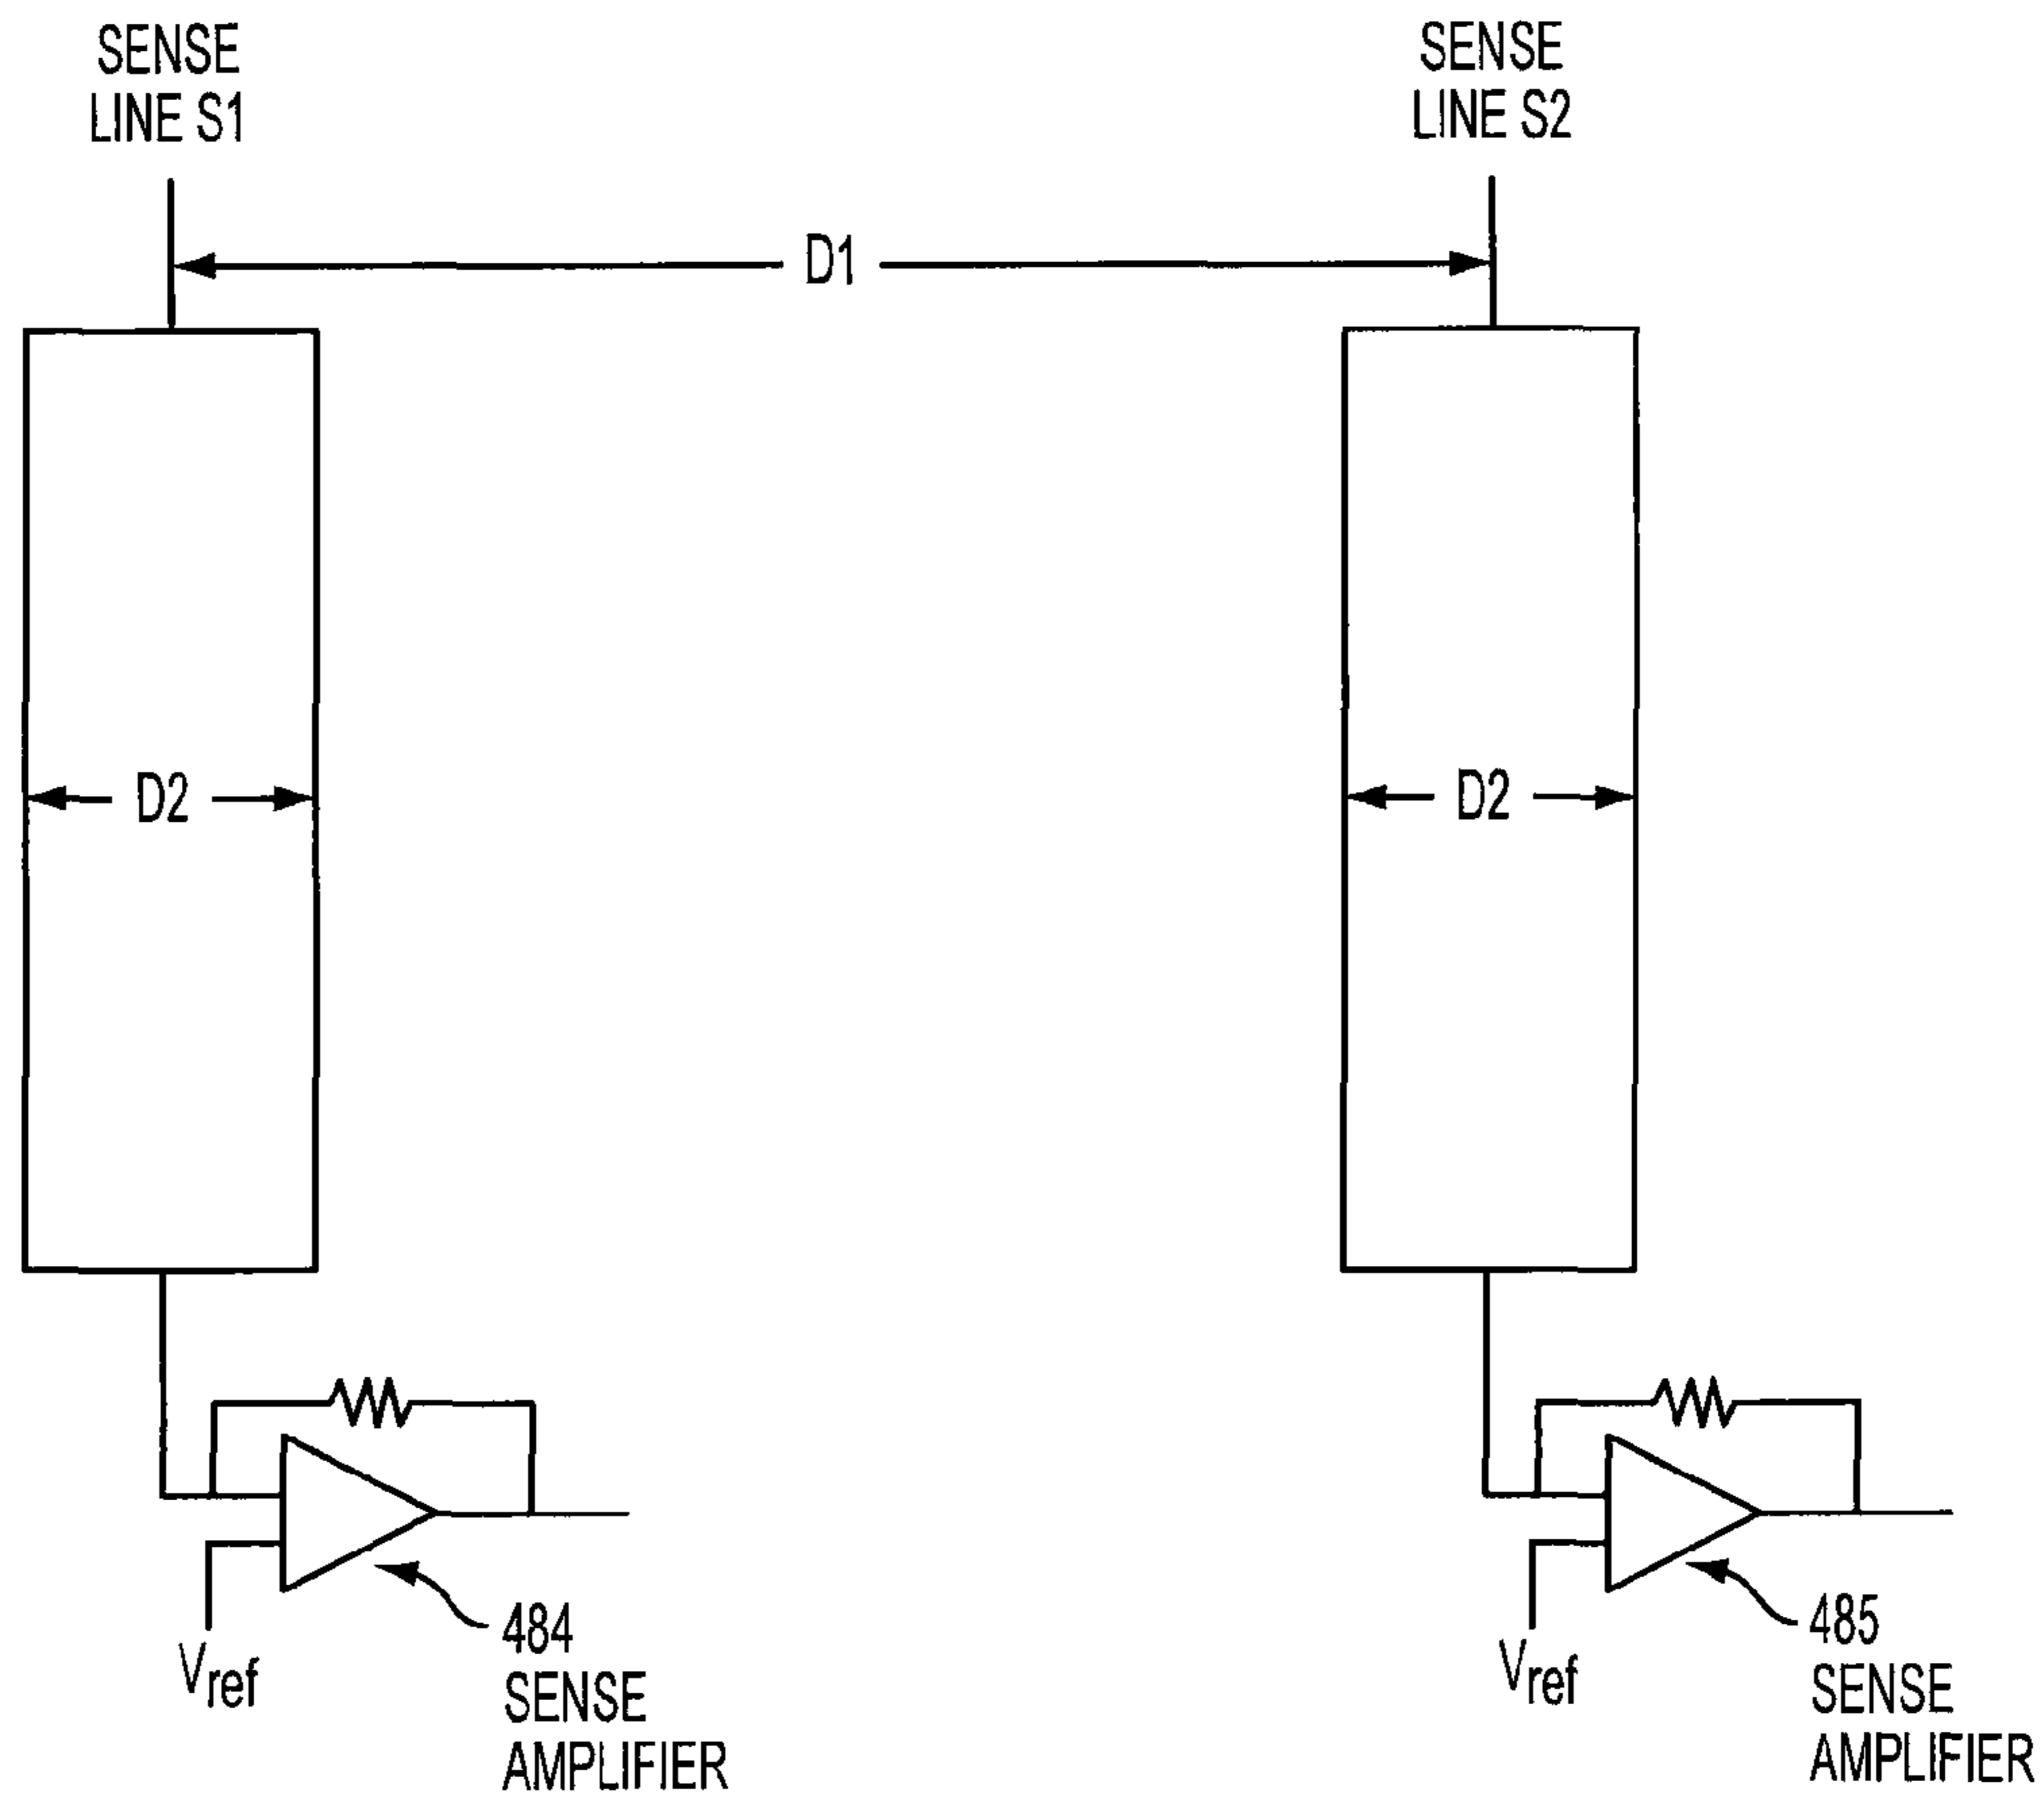 SENSE
LINE S1
SENSE
LINE S2
D1
D2
D2
Vref
484
SENSE
AMPLIFIER
Vref
485
SENSE
AMPLIFIER